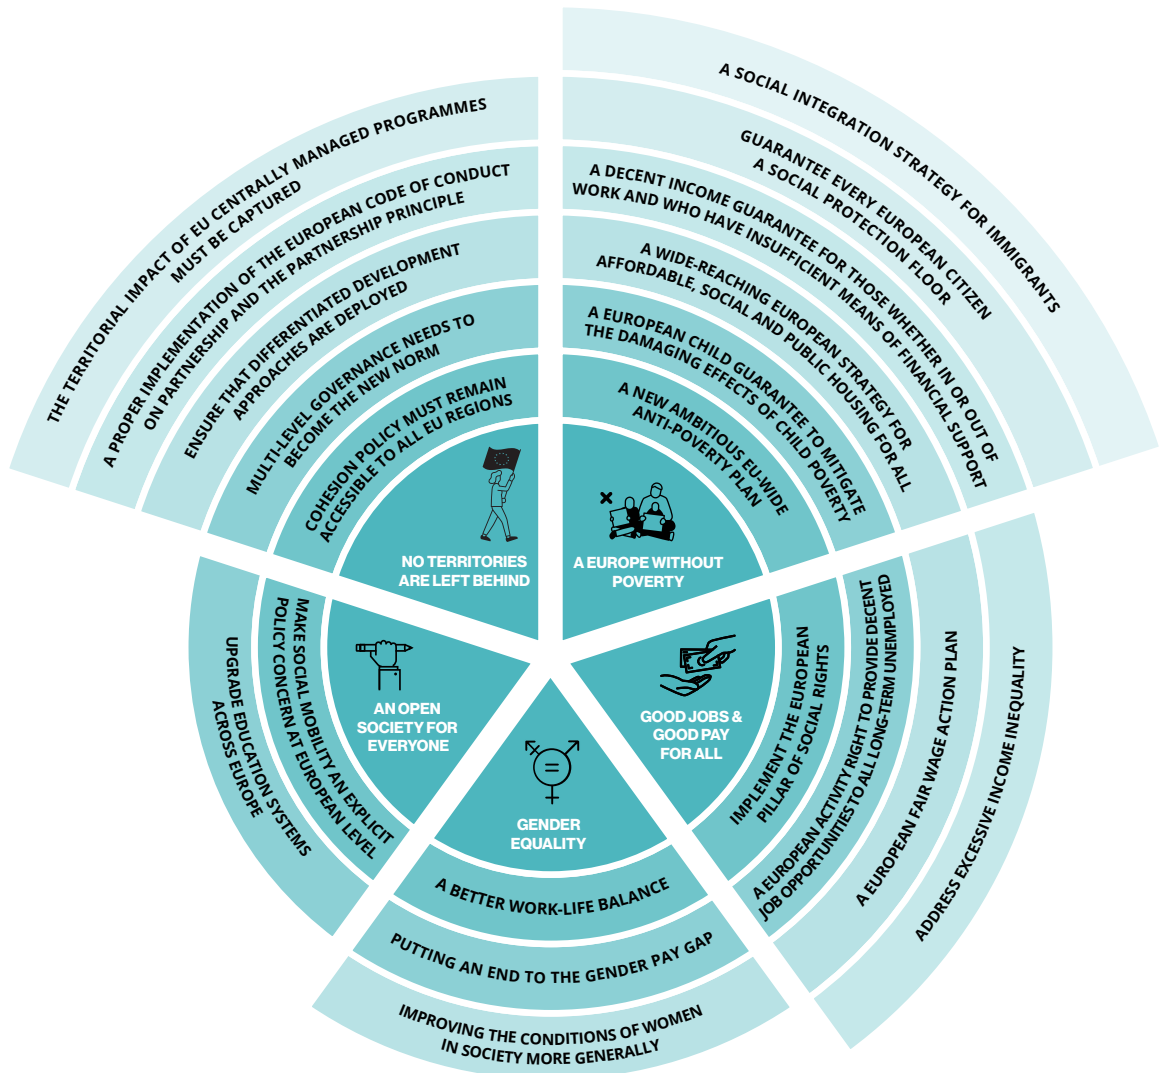 THE TERRITORIAL IMPACT OF EU CENTRALLY MANAGED PROGRAMMES
MUST BE CAPTURED
A PROPER IMPLEMENTATION OF THE EUROPEAN CODE OF CONDUCT
ON PARTNERSHIP AND THE PARTNERSHIP PRINCIPLE
ENSURE THAT DIFFERENTIATED DEVELOPMENT
APPROACHES ARE DEPLOYED
MULTI-LEVEL GOVERNANCE NEEDS TO
BECOME THE NEW NORM
COHESION POLICY MUST REMAIN
ACCESSIBLE TO ALL EU REGIONS
NO TERRITORIES
ARE LEFT BEHIND
A SOCIAL INTEGRATION STRATEGY FOR IMMIGRANTS
GUARANTEE EVERY EUROPEAN CITIZEN
A SOCIAL PROTECTION FLOOR
A DECENT INCOME GUARANTEE FOR THOSE WHETHER IN OR OUT OF
WORK AND WHO HAVE INSUFFICIENT MEANS OF FINANCIAL SUPPORT
A WIDE-REACHING EUROPEAN STRATEGY FOR
AFFORDABLE, SOCIAL AND PUBLIC HOUSING FOR ALL
A EUROPEAN CHILD GUARANTEE TO MITIGATE
THE DAMAGING EFFECTS OF CHILD POVERTY
A NEW AMBITIOUS EU-WIDE
ANTI-POVERTY PLAN
A EUROPE WITHOUT
POVERTY
GOOD JOBS &
GOOD PAY
FOR ALL
IMPLEMENT THE EUROPEAN
PILLAR OF SOCIAL RIGHTS
A EUROPEAN ACTIVITY RIGHT TO PROVIDE DECENT
JOB OPPORTUNITIES TO ALL LONG-TERM UNEMPLOYED
A EUROPEAN FAIR WAGE ACTION PLAN
ADDRESS EXCESSIVE INCOME INEQUALITY
GENDER
EQUALITY
A BETTER WORK-LIFE BALANCE
PUTTING AN END TO THE GENDER PAY GAP
IMPROVING THE CONDITIONS OF WOMEN
IN SOCIETY MORE GENERALLY
AN OPEN
SOCIETY FOR
EVERYONE
MAKE SOCIAL MOBILITY AN EXPLICIT
POLICY CONCERN AT EUROPEAN LEVEL
UPGRADE EDUCATION SYSTEMS
ACROSS EUROPE